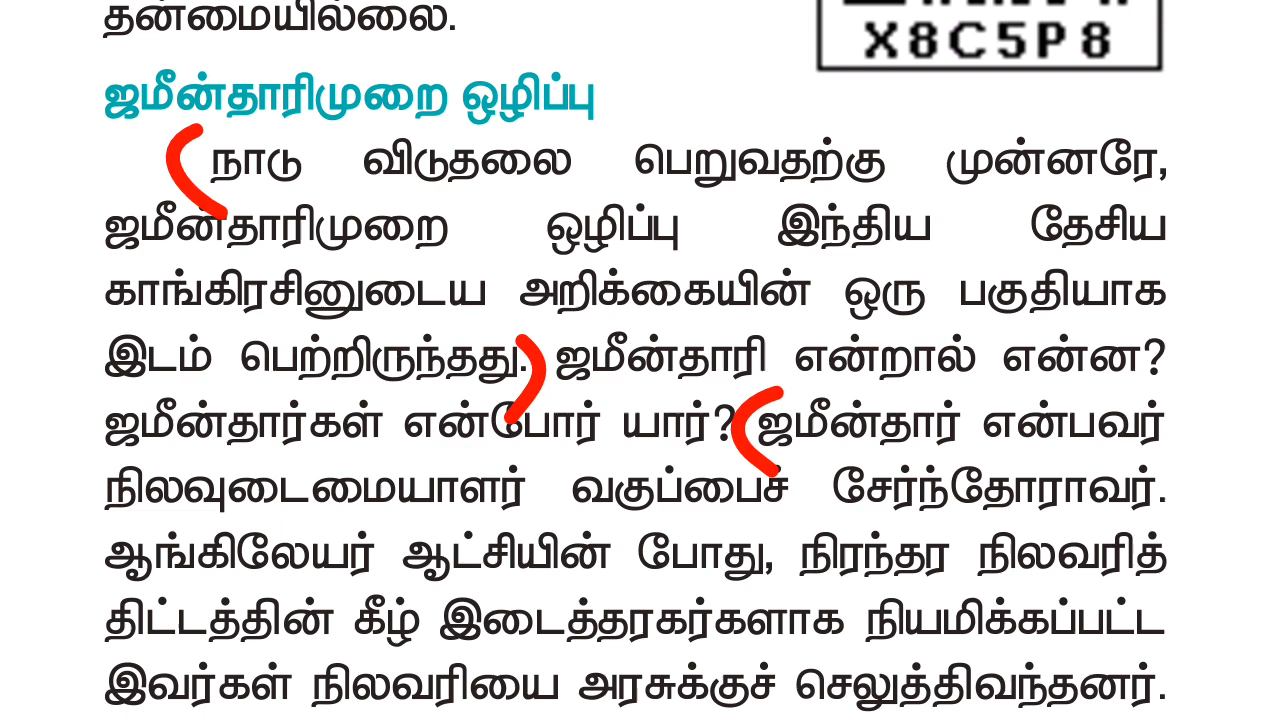 தன்மையில்லை.
X8C5P8
ஜமீன்தாரிமுறை ஒழிப்பு
நாடு விடுதலை பெறுவதற்கு முன்னரே,
ஜமீன்தாரிமுறை ஒழிப்பு இந்திய தேசிய
காங்கிரசினுடைய அறிக்கையின் ஒரு பகுதியாக
இடம் பெற்றிருந்தது. ஜமீன்தாரி என்றால் என்ன?
ஜமீன்தார்கள் என்போர் யார்? ஜமீன்தார் என்பவர்
நிலவுடைமையாளர் வகுப்பைச் சேர்ந்தோராவர்.
ஆங்கிலேயர் ஆட்சியின் போது, நிரந்தர நிலவரித்
திட்டத்தின் கீழ் இடைத்தரகர்களாக நியமிக்கப்பட்ட
இவர்கள் நிலவரியை அரசுக்குச் செலுத்திவந்தனர்.